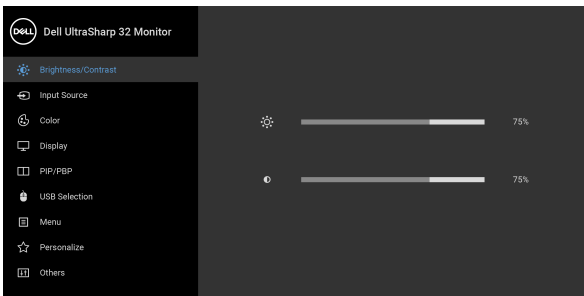 DELL
Dell UltraSharp 32 Monitor
Brightness/Contrast
Input Source
Color
Display
PIP/PBP
USB Selection
Menu
Personalize
Others
75%
75%